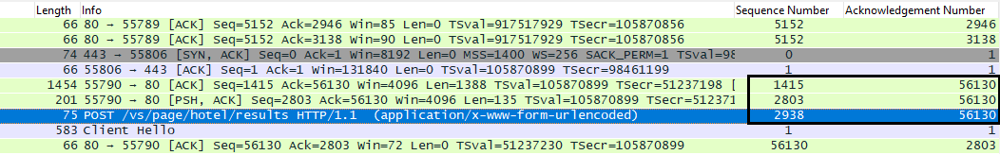 Length Info Sequence Number Acknowledgement Number
66 80 → 55789 [ACK] Seq=5152 Ack=2946 Win=85 Len=0 TSval=917517929 TSecr=105870856 5152 2946
66 80 → 55789 [ACK] Seq=5152 Ack=3138 Win=90 Len=0 TSval=917517929 TSecr=105870856 5152 3138
74 443 → 55806 [SYN, ACK] Seq=0 Ack=1 Win=8192 Len=0 MSS=1400 WS=256 SACK_PERM=1 TSval=98 0 1
66 55806 → 443 [ACK] Seq=1 Ack=1 Win=131840 Len=0 TSval=105870899 TSecr=98461199 1 1
1454 55790 → 80 [ACK] Seq=1415 Ack=56130 Win=4096 Len=1388 TSval=105870899 TSecr=51237198 [ 1415 56130
201 55790 → 80 [PSH, ACK] Seq=2803 Ack=56130 Win=4096 Len=135 TSval=105870899 TSecr=512371 2803 56130
75 POST /vs/page/hotel/results HTTP/1.1 (application/x-www-form-urlencoded) 2938 56130
583 Client Hello 1 1
66 80 → 55790 [ACK] Seq=56130 Ack=2803 Win=72 Len=0 TSval=51237230 TSecr=105870899 56130 2803